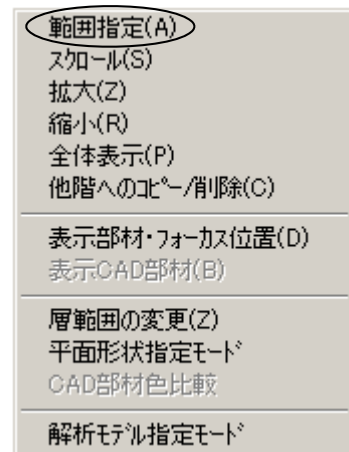 範囲指定(A)
ｽｸﾛｰﾙ(S)
拡大(Z)
縮小(R)
全体表示(P)
他階へのｺﾋﾟｰ/削除(C)
表示部材・ﾌｫｰｶｽ位置(D)
表示CAD部材(B)
層範囲の変更(Z)
平面形状指定ﾓｰﾄﾞ
CAD部材色比較
解析ﾓﾃﾞﾙ指定ﾓｰﾄﾞ